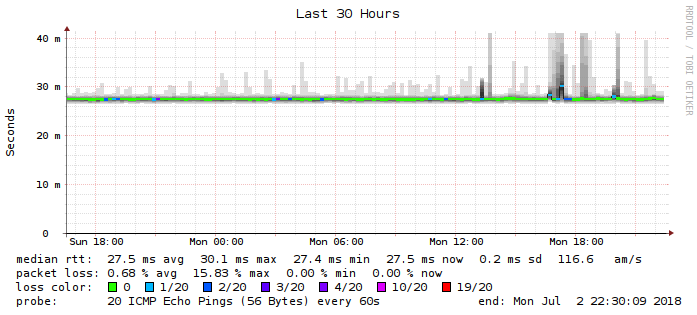 Last 30 Hours
RRDTOOL / TOBI OETIKER
Seconds
40 m
30 m
20 m
10 m
0
Sun 18:00 Mon 00:00 Mon 06:00 Mon 12:00 Mon 18:00
median rtt: 27.5 ms avg 30.1 ms max 27.4 ms min 27.5 ms now 0.2 ms sd 116.6 am/s
packet loss: 0.68 % avg 15.83 % max 0.00 % min 0.00 % now
loss color: 0 1/20 2/20 3/20 4/20 10/20 19/20
probe: 20 ICMP Echo Pings (56 Bytes) every 60s end: Mon Jul 2 22:30:09 2018